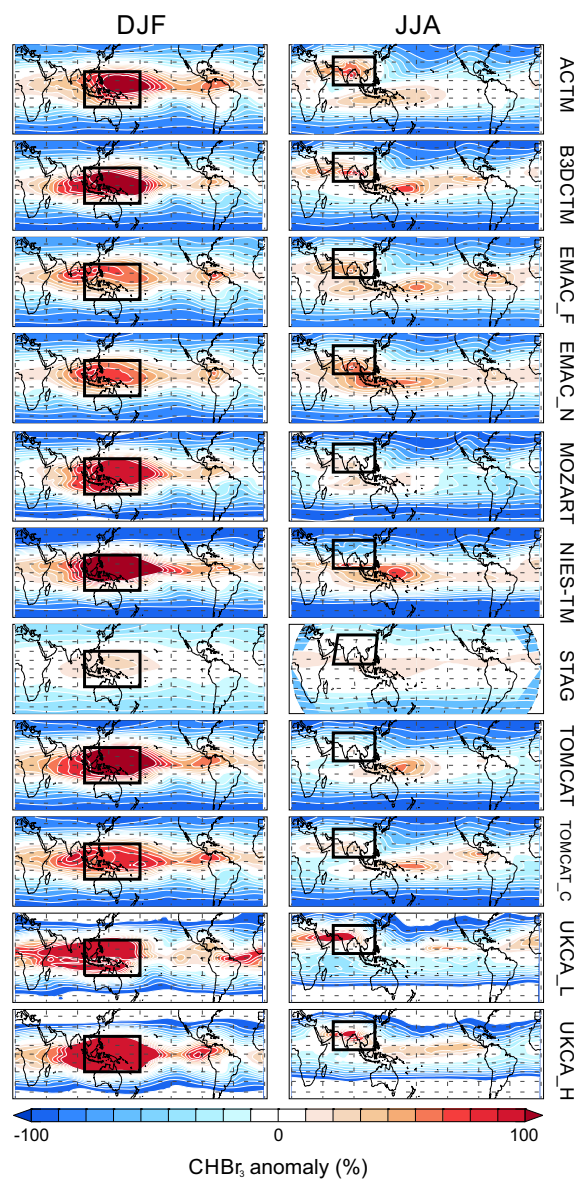 DJF JJA
ACTM
B3DCTM
EMAC_F
EMAC_N
MOZART
NIES-TM
STAG
TOMCAT
TOMCAT_C
UKCA_L
UKCA_H
-100 0 100
CHBr₃ anomaly (%)